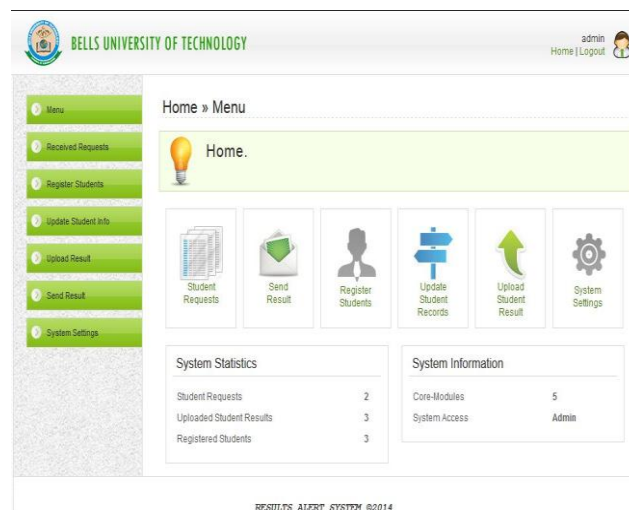 BELLS UNIVERSITY OF TECHNOLOGY
admin
Home | Logout
Menu
Received Requests
Register Students
Update Student Info
Upload Result
Send Result
System Settings
Home » Menu
Home.
Student
Requests
Send
Result
Register
Students
Update
Student
Records
Upload
Student
Result
System
Settings
System Statistics
Student Requests 2
Uploaded Student Results 3
Registered Students 3
System Information
Core-Modules 5
System Access Admin
RESULTS ALERT SYSTEM ©2014